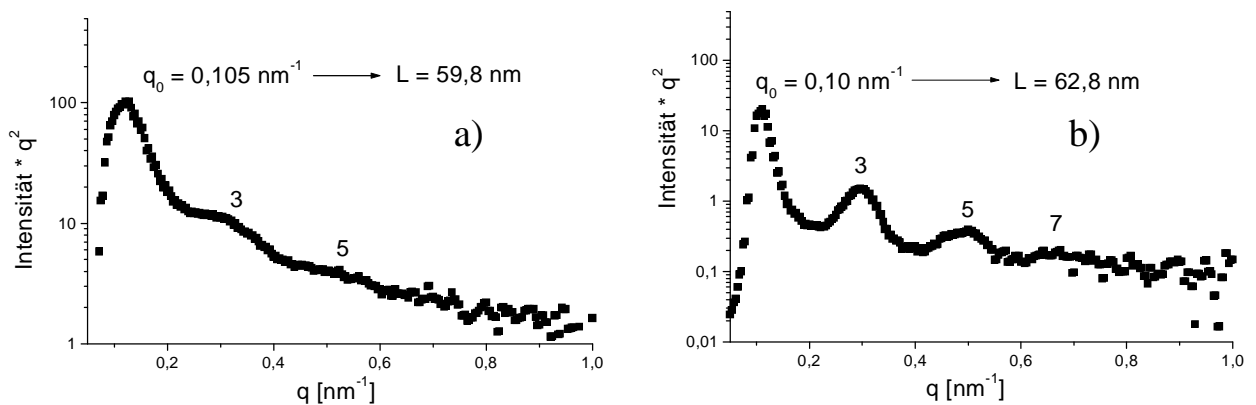 q₀ = 0,105 nm⁻¹ → L = 59,8 nm
a)
3
5
Intensität * q²
100
10
1
0,2 0,4 0,6 0,8 1,0
q [nm⁻¹]
q₀ = 0,10 nm⁻¹ → L = 62,8 nm
b)
3
5
7
Intensität * q²
100
10
1
0,1
0,01
0,2 0,4 0,6 0,8 1,0
q [nm⁻¹]